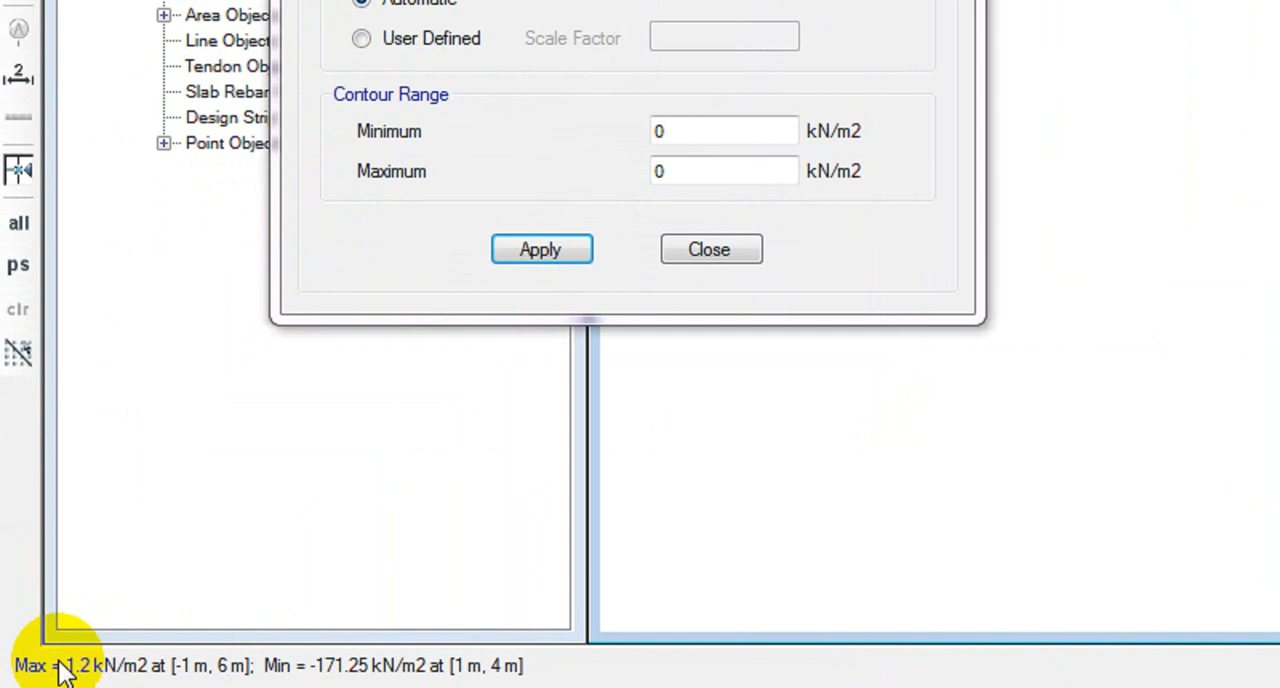 Automatic
Area Objec
User Defined Scale Factor
Line Object
2
Tendon Ob
Slab Rebar
Contour Range
Design Stri
Minimum 0 kN/m2
Point Objec
Maximum 0 kN/m2
all
Apply Close
ps
clr
Max = 1.2 kN/m2 at [-1 m, 6 m]; Min = -171.25 kN/m2 at [1 m, 4 m]